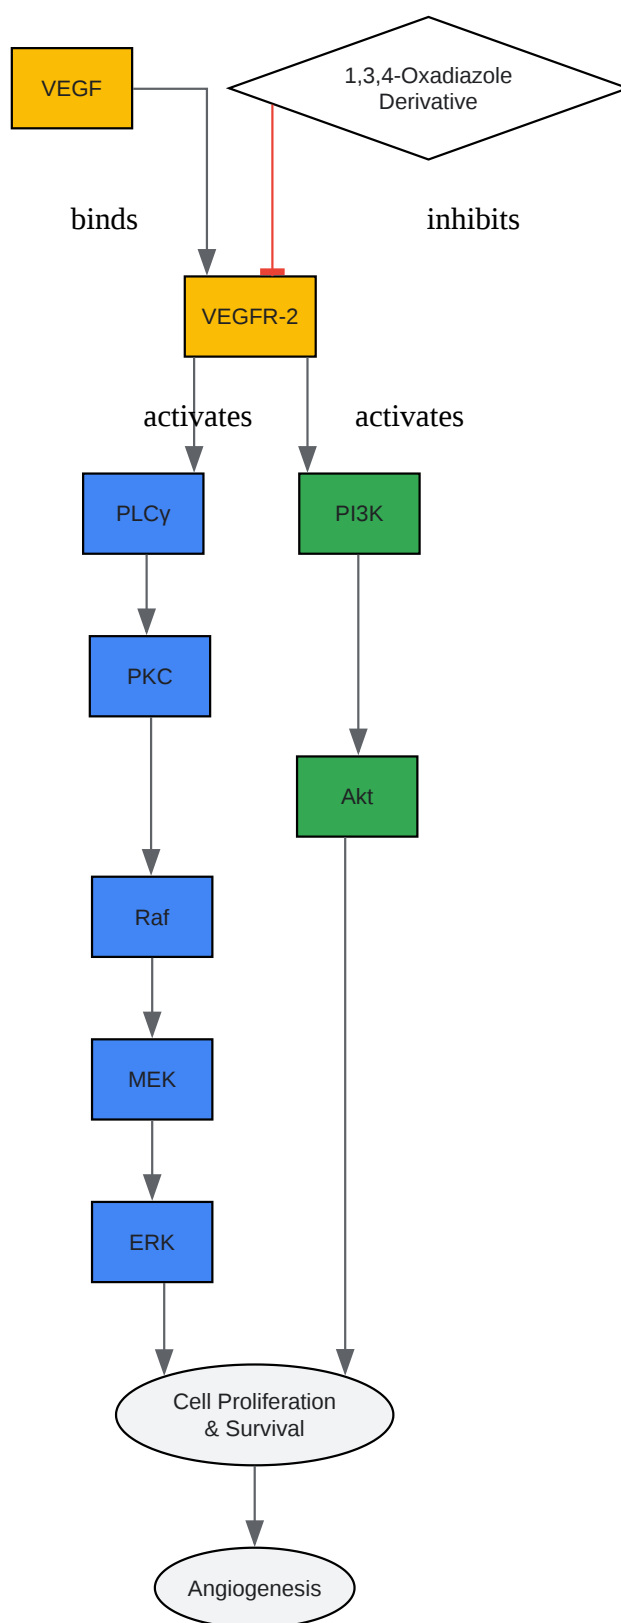 VEGF
1,3,4-Oxadiazole
Derivative
binds
inhibits
VEGFR-2
activates
activates
PLCγ
PI3K
PKC
Akt
Raf
MEK
ERK
Cell Proliferation
& Survival
Angiogenesis